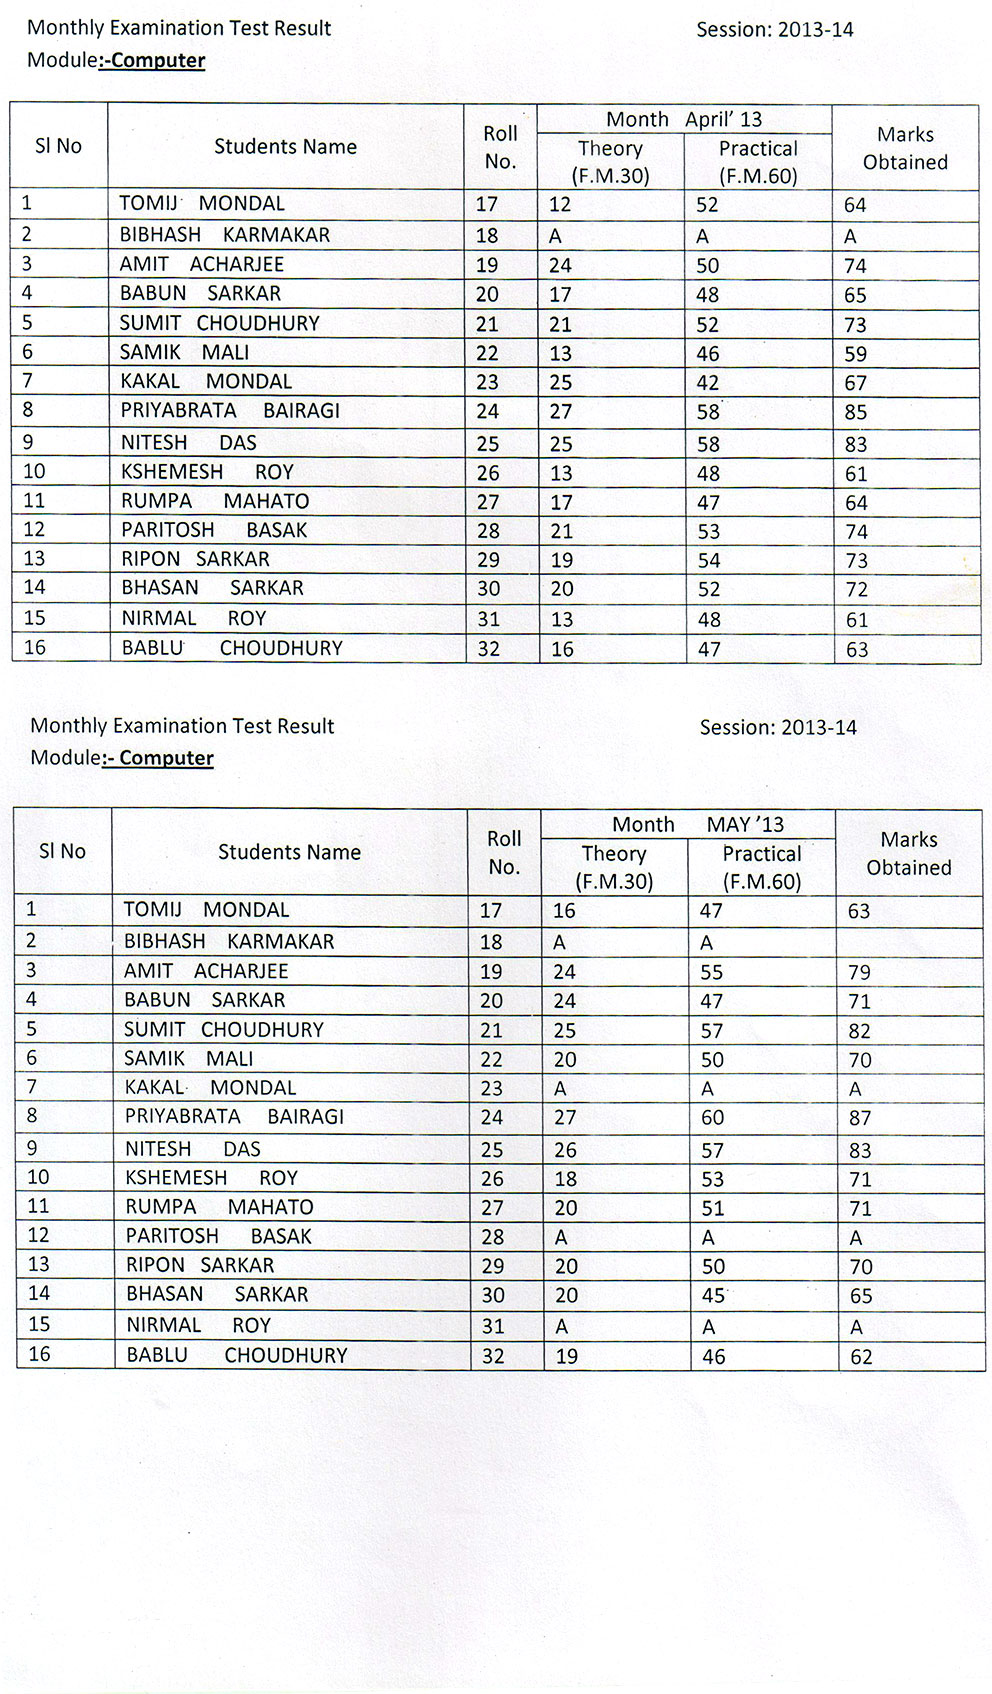 Monthly Examination Test Result Session: 2013-14
Module:-Computer
Sl No Students Name Roll No. Month April' 13 Marks Obtained
Theory (F.M.30) Practical (F.M.60)
1 TOMIJ MONDAL 17 12 52 64
2 BIBHASH KARMAKAR 18 A A A
3 AMIT ACHARJEE 19 24 50 74
4 BABUN SARKAR 20 17 48 65
5 SUMIT CHOUDHURY 21 21 52 73
6 SAMIK MALI 22 13 46 59
7 KAKAL MONDAL 23 25 42 67
8 PRIYABRATA BAIRAGI 24 27 58 85
9 NITESH DAS 25 25 58 83
10 KSHEMESH ROY 26 13 48 61
11 RUMPA MAHATO 27 17 47 64
12 PARITOSH BASAK 28 21 53 74
13 RIPON SARKAR 29 19 54 73
14 BHASAN SARKAR 30 20 52 72
15 NIRMAL ROY 31 13 48 61
16 BABLU CHOUDHURY 32 16 47 63
Monthly Examination Test Result Session: 2013-14
Module:- Computer
Sl No Students Name Roll No. Month MAY '13 Marks Obtained
Theory (F.M.30) Practical (F.M.60)
1 TOMIJ MONDAL 17 16 47 63
2 BIBHASH KARMAKAR 18 A A
3 AMIT ACHARJEE 19 24 55 79
4 BABUN SARKAR 20 24 47 71
5 SUMIT CHOUDHURY 21 25 57 82
6 SAMIK MALI 22 20 50 70
7 KAKAL MONDAL 23 A A A
8 PRIYABRATA BAIRAGI 24 27 60 87
9 NITESH DAS 25 26 57 83
10 KSHEMESH ROY 26 18 53 71
11 RUMPA MAHATO 27 20 51 71
12 PARITOSH BASAK 28 A A A
13 RIPON SARKAR 29 20 50 70
14 BHASAN SARKAR 30 20 45 65
15 NIRMAL ROY 31 A A A
16 BABLU CHOUDHURY 32 19 46 62